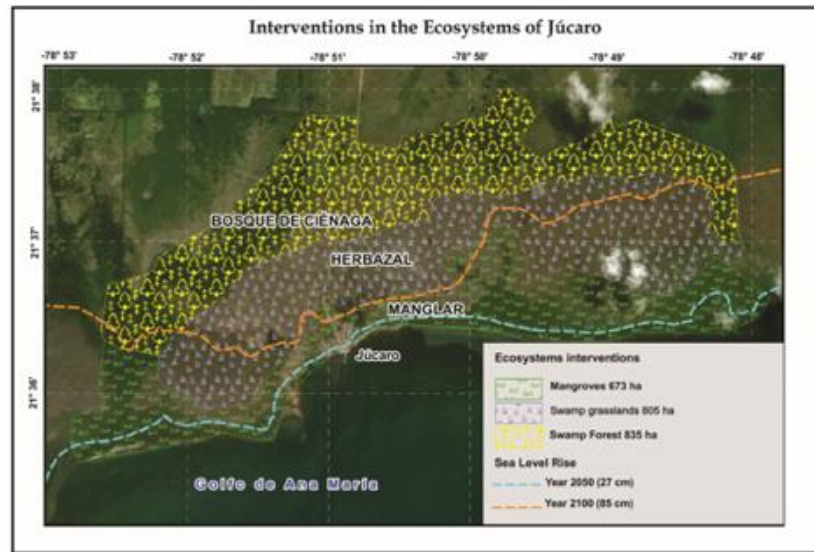 Interventions in the Ecosystems of Júcaro
-78° 53' -78° 52' -78° 51' -78° 50' -78° 49' -78° 48'
21° 38'
BOSQUE DE CIÉNAGA
21° 37'
HERBAZAL
MANGLAR
Júcaro
21° 36'
Golfo de Ana María
Ecosystems interventions
Mangroves 673 ha
Swamp grasslands 805 ha
Swamp Forest 835 ha
Sea Level Rise
Year 2050 (27 cm)
Year 2100 (85 cm)